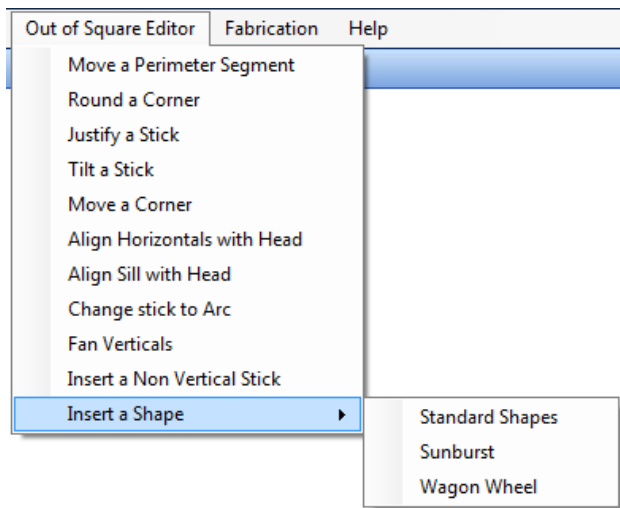 Out of Square Editor Fabrication Help
Move a Perimeter Segment
Round a Corner
Justify a Stick
Tilt a Stick
Move a Corner
Align Horizontals with Head
Align Sill with Head
Change stick to Arc
Fan Verticals
Insert a Non Vertical Stick
Insert a Shape
Standard Shapes
Sunburst
Wagon Wheel